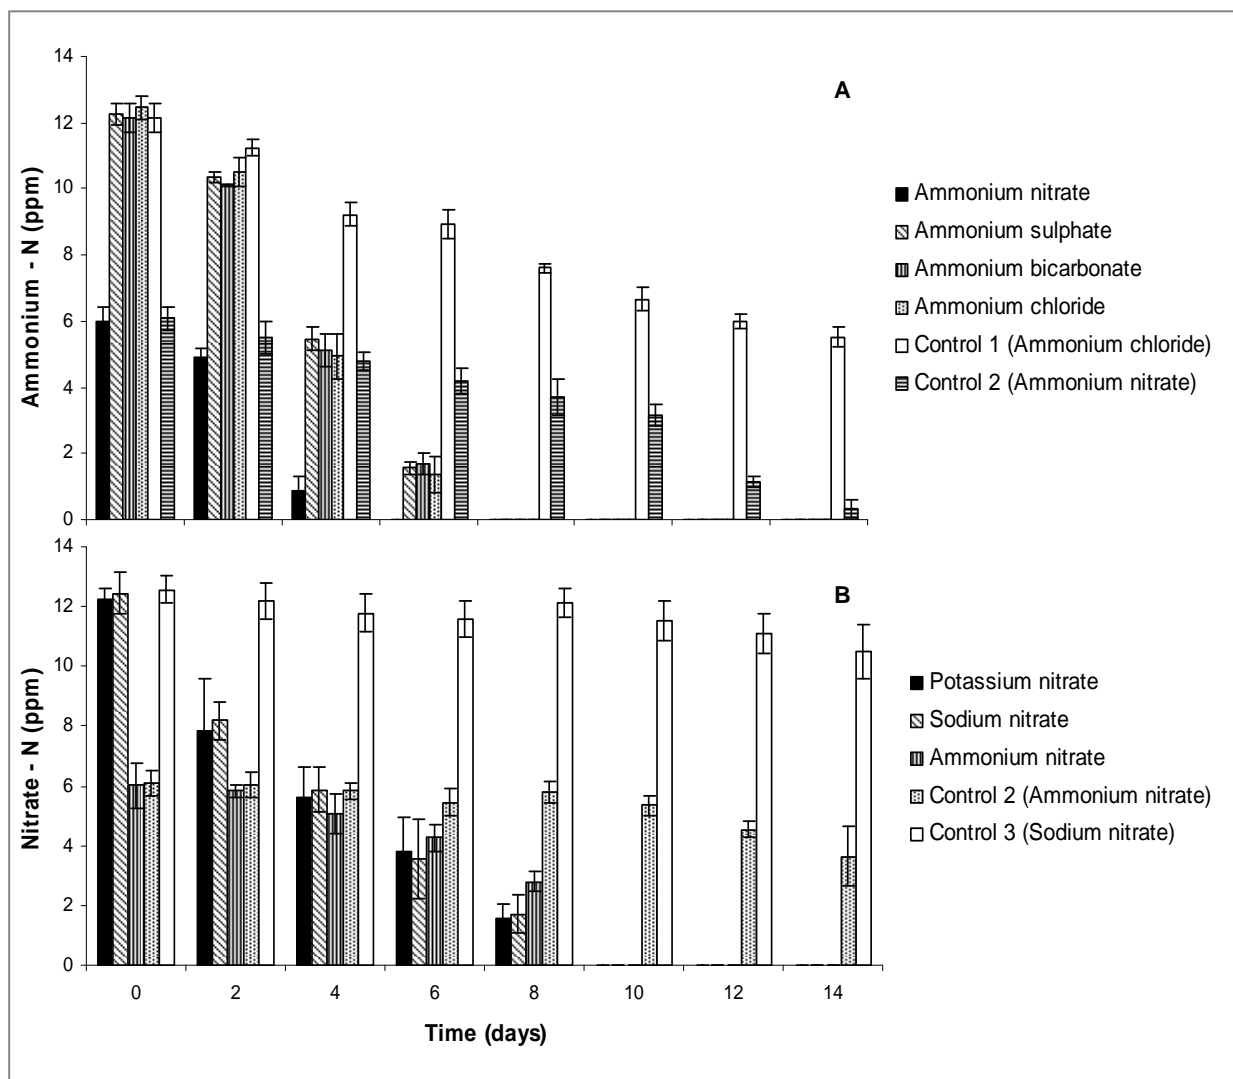 A
Ammonium - N (ppm)
14
12
10
8
6
4
2
0
Ammonium nitrate
Ammonium sulphate
Ammonium bicarbonate
Ammonium chloride
Control 1 (Ammonium chloride)
Control 2 (Ammonium nitrate)
B
Nitrate - N (ppm)
14
12
10
8
6
4
2
0
Potassium nitrate
Sodium nitrate
Ammonium nitrate
Control 2 (Ammonium nitrate)
Control 3 (Sodium nitrate)
0 2 4 6 8 10 12 14
Time (days)